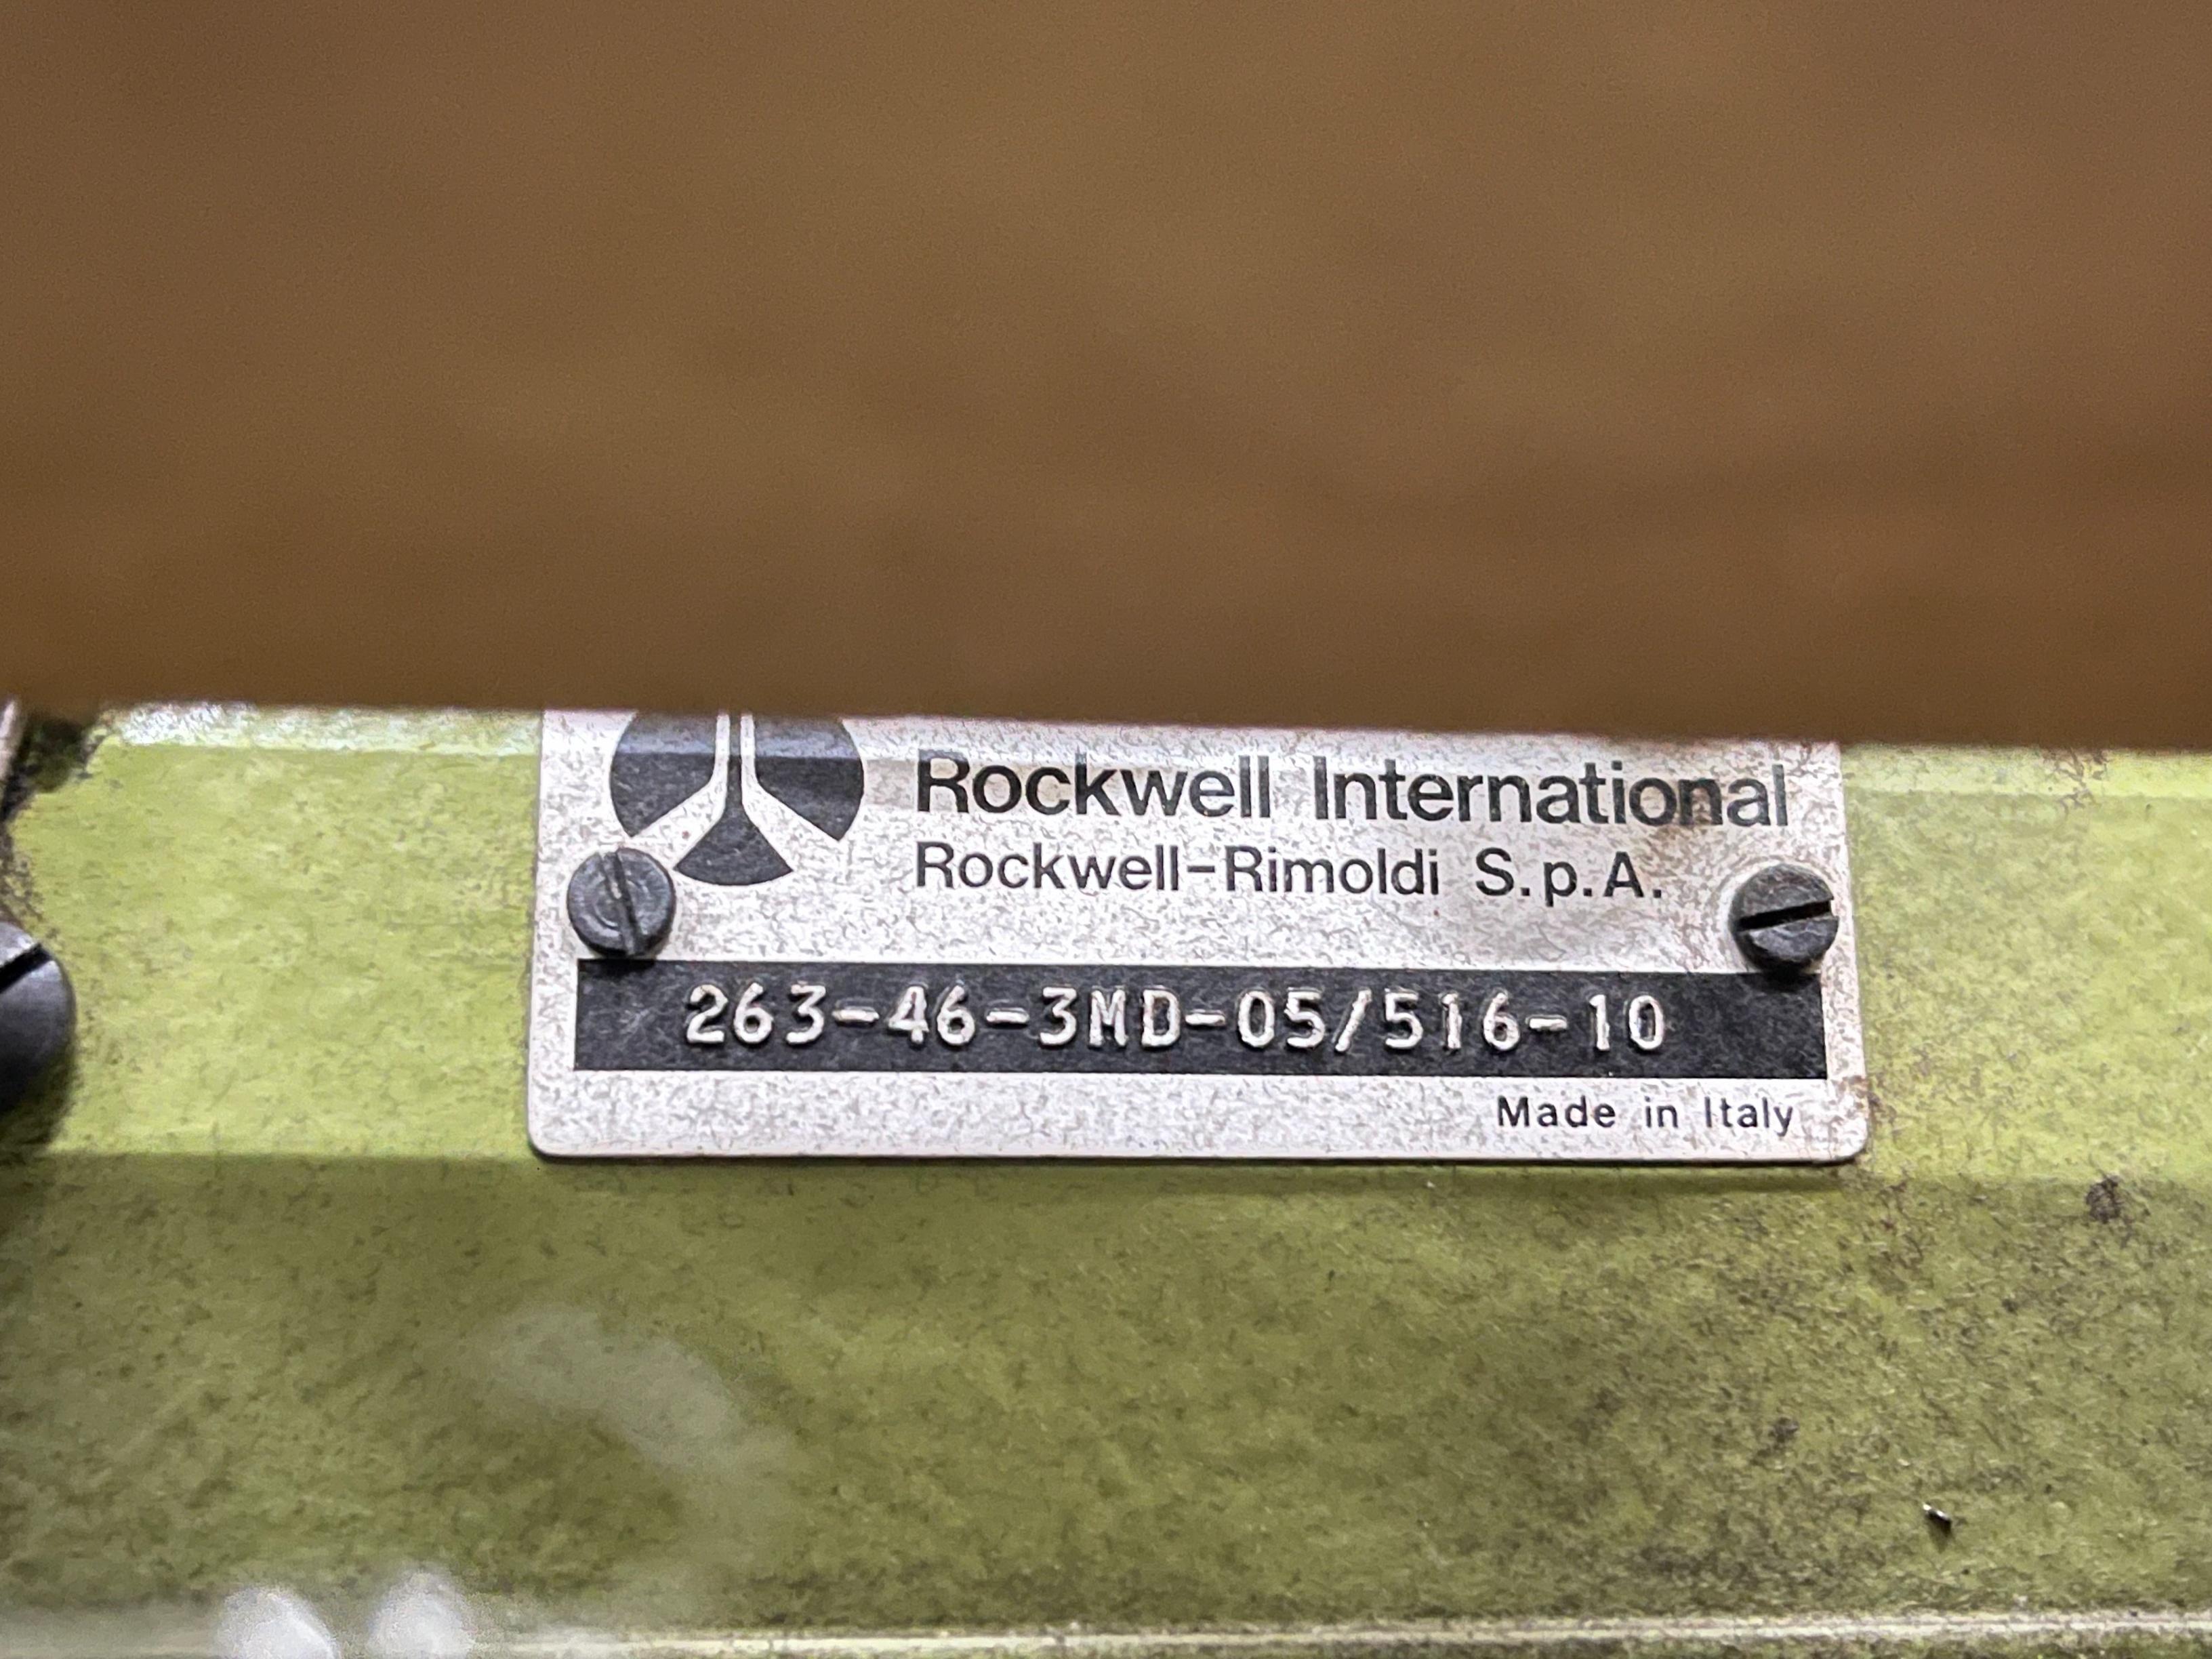 Rockwell International
Rockwell-Rimoldi S.p.A.
263-46-3MD-05/516-10
Made in Italy